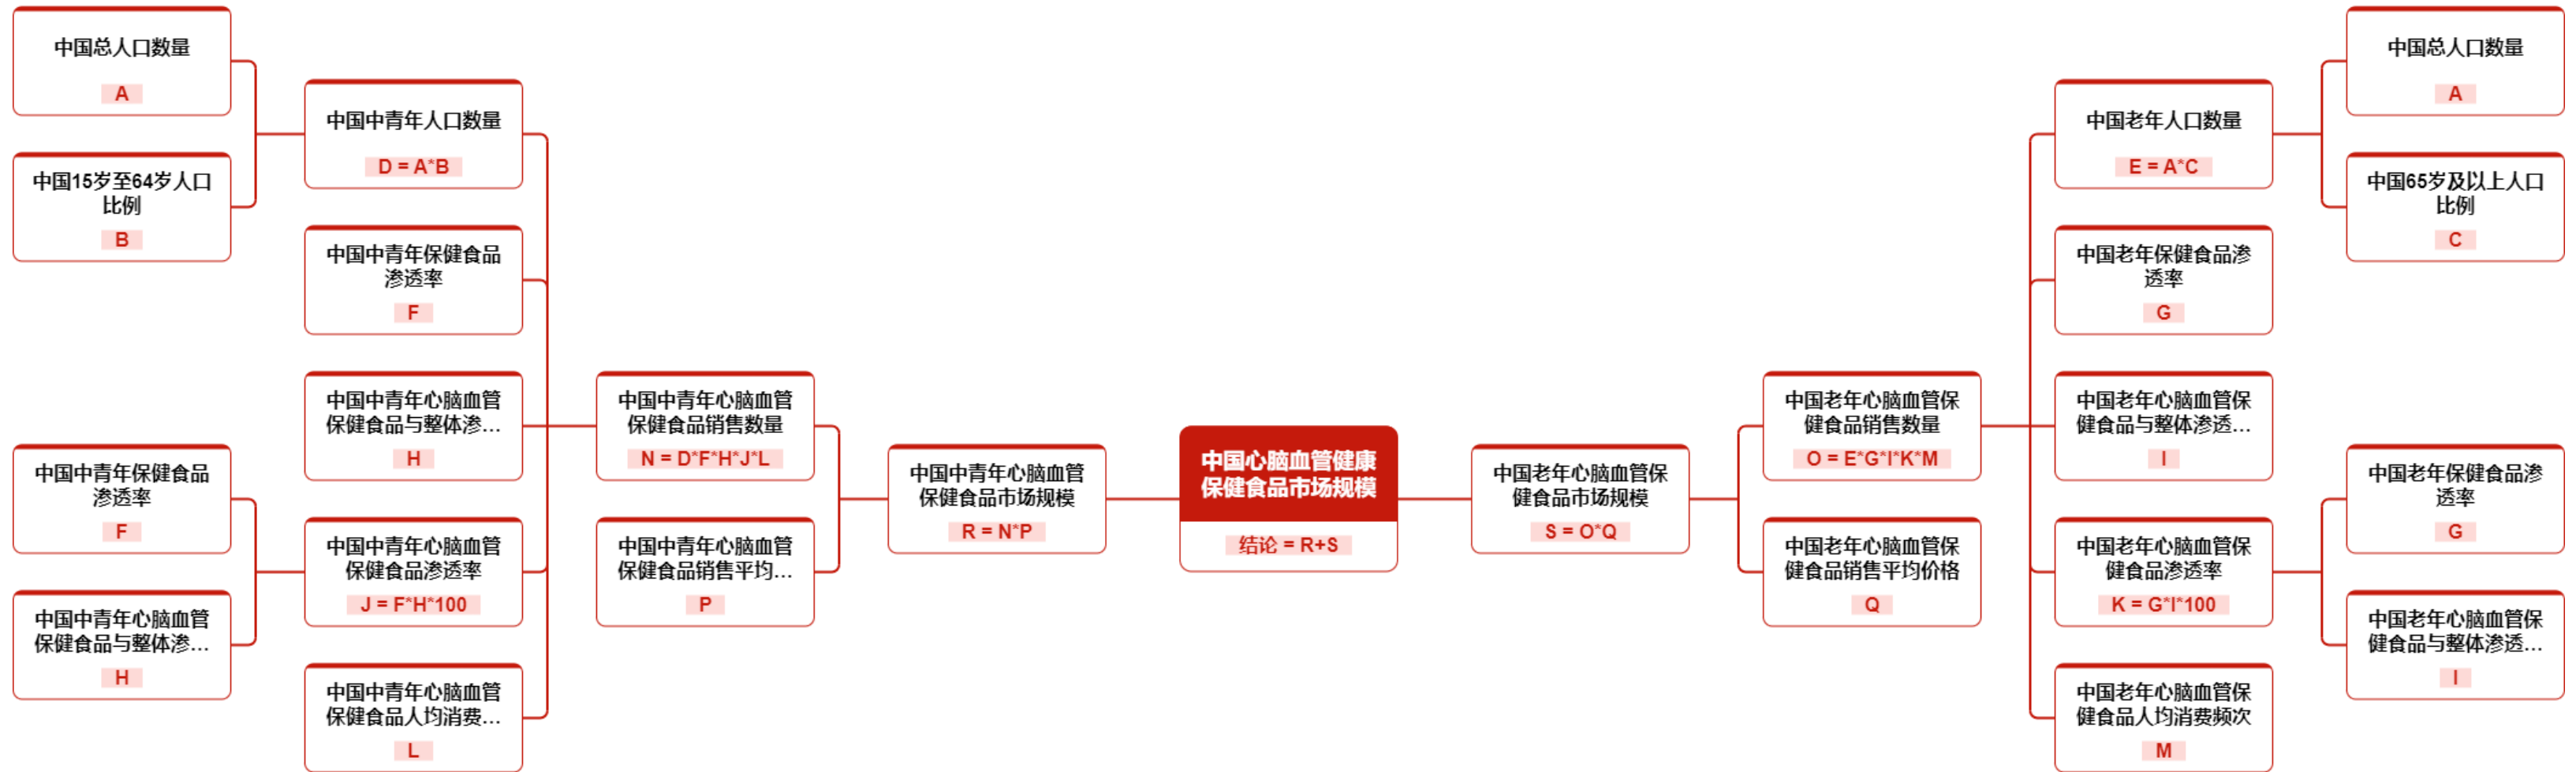 中国总人口数量
A
中国15岁至64岁人口
比例
B
中国中青年保健食品
渗透率
F
中国中青年心脑血管
保健食品与整体渗...
H
中国中青年人口数量
D = A*B
中国中青年保健食品
渗透率
F
中国中青年心脑血管
保健食品与整体渗...
H
中国中青年心脑血管
保健食品渗透率
J = F*H*100
中国中青年心脑血管
保健食品人均消费...
L
中国中青年心脑血管
保健食品销售数量
N = D*F*H*J*L
中国中青年心脑血管
保健食品销售平均...
P
中国中青年心脑血管
保健食品市场规模
R = N*P
中国心脑血管健康
保健食品市场规模
结论 = R+S
中国老年心脑血管保
健食品市场规模
S = O*Q
中国老年心脑血管保
健食品销售数量
O = E*G*I*K*M
中国老年心脑血管保
健食品销售平均价格
Q
中国老年人口数量
E = A*C
中国老年保健食品渗
透率
G
中国老年心脑血管保
健食品与整体渗透...
I
中国老年心脑血管保
健食品渗透率
K = G*I*100
中国老年心脑血管保
健食品人均消费频次
M
中国总人口数量
A
中国65岁及以上人口
比例
C
中国老年保健食品渗
透率
G
中国老年心脑血管保
健食品与整体渗透...
I